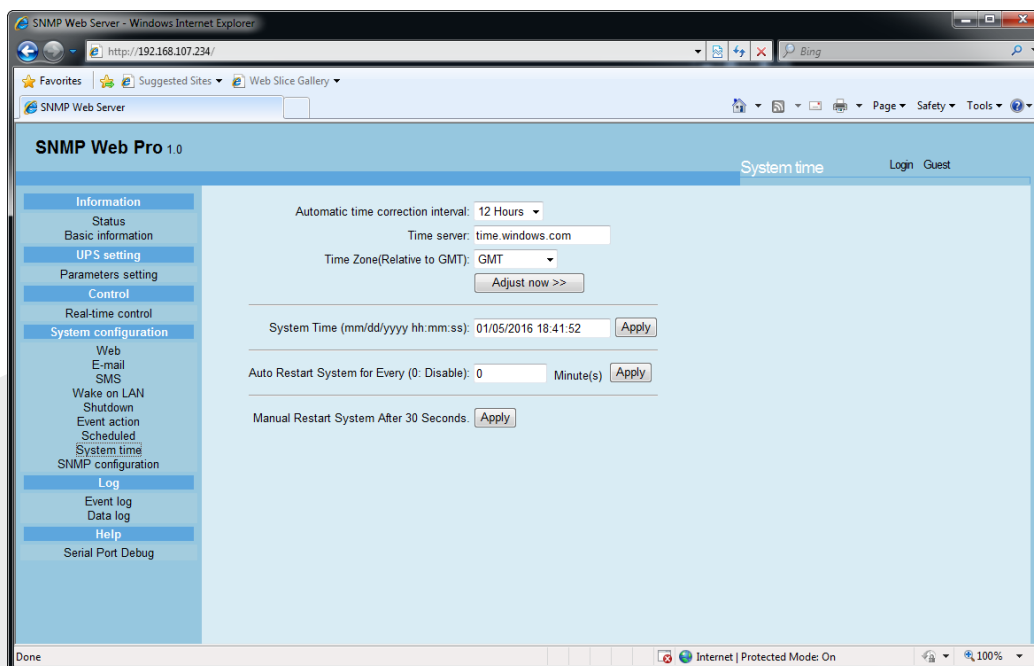 SNMP Web Server - Windows Internet Explorer
http://192.168.107.234/
Bing
Favorites Suggested Sites Web Slice Gallery
SNMP Web Server
Page Safety Tools
SNMP Web Pro 1.0
System time
Login Guest
Information
Status
Basic information
UPS setting
Parameters setting
Control
Real-time control
System configuration
Web
E-mail
SMS
Wake on LAN
Shutdown
Event action
Scheduled
System time
SNMP configuration
Log
Event log
Data log
Help
Serial Port Debug
Automatic time correction interval: 12 Hours
Time server: time.windows.com
Time Zone(Relative to GMT): GMT
Adjust now >>
System Time (mm/dd/yyyy hh:mm:ss): 01/05/2016 18:41:52 Apply
Auto Restart System for Every (0: Disable): 0 Minute(s) Apply
Manual Restart System After 30 Seconds. Apply
Done
Internet | Protected Mode: On
100%